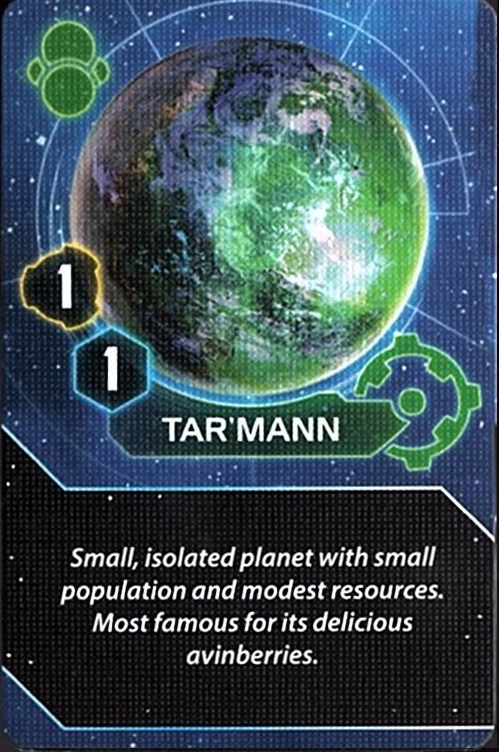 1
1
TAR'MANN
Small, isolated planet with small
population and modest resources.
Most famous for its delicious
avinberries.